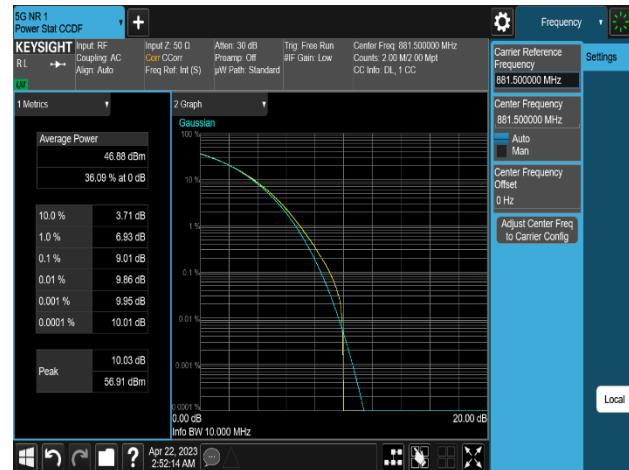 5G NR 1
Power Stat CCDF
Frequency
KEYSIGHT
R L
LXI
Input: RF
Coupling: AC
Align: Auto
Input Z: 50 Ω
Corr CCorr
Freq Ref: Int (S)
Atten: 30 dB
Preamp: Off
µW Path: Standard
Trig: Free Run
#IF Gain: Low
Center Freq: 881.500000 MHz
Counts: 2.00 M/2.00 Mpt
CC Info: DL, 1 CC
Carrier Reference
Frequency
881.500000 MHz
Settings
Center Frequency
881.500000 MHz
Auto
Man
Center Frequency
Offset
0 Hz
Adjust Center Freq
to Carrier Config
Local
1 Metrics
Average Power
46.88 dBm
36.09 % at 0 dB
10.0 % 3.71 dB
1.0 % 6.93 dB
0.1 % 9.01 dB
0.01 % 9.86 dB
0.001 % 9.95 dB
0.0001 % 10.01 dB
Peak
10.03 dB
56.91 dBm
2 Graph
Gaussian
100 %
10 %
1 %
0.1 %
0.01 %
0.001 %
0.0001 %
0.00 dB
20.00 dB
Info BW 10.000 MHz
Apr 22, 2023
2:52:14 AM